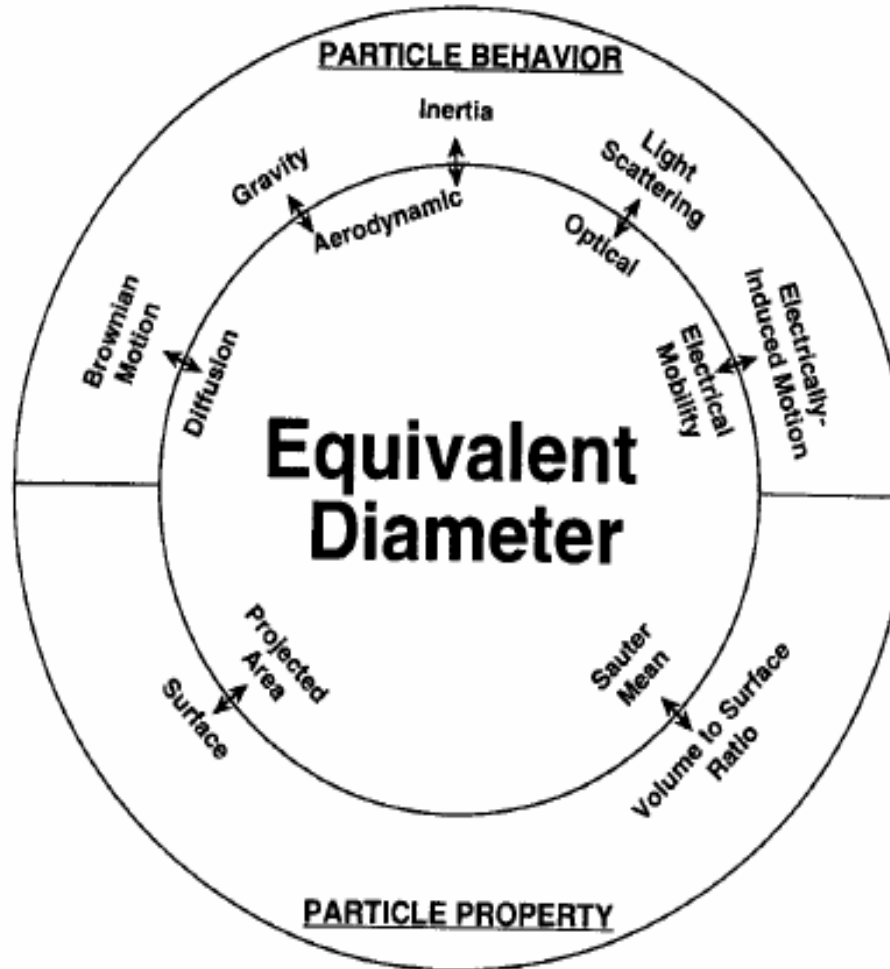 PARTICLE BEHAVIOR
Inertia
Gravity
Light
Scattering
Aerodynamic
Optical
Brownian
Motion
Diffusion
Electrical
Mobility
Electrically-
Induced Motion
Equivalent
Diameter
Projected
Area
Surface
Sauter
Mean
Volume to Surface
Ratio
PARTICLE PROPERTY